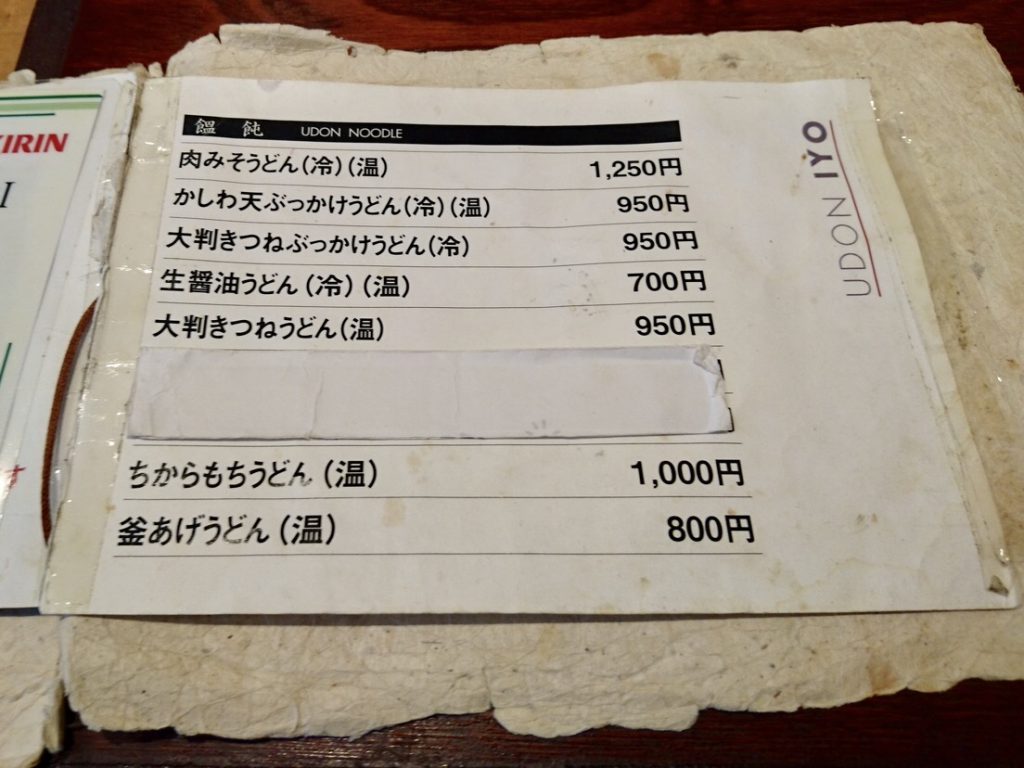 KIRIN
I
す
饂飩 UDON NOODLE
肉みそうどん(冷)(温) 1,250円
かしわ天ぶっかけうどん(冷)(温) 950円
大判きつねぶっかけうどん(冷) 950円
生醤油うどん(冷)(温) 700円
大判きつねうどん(温) 950円
ちからもちうどん(温) 1,000円
釜あげうどん(温) 800円
UDON IYO